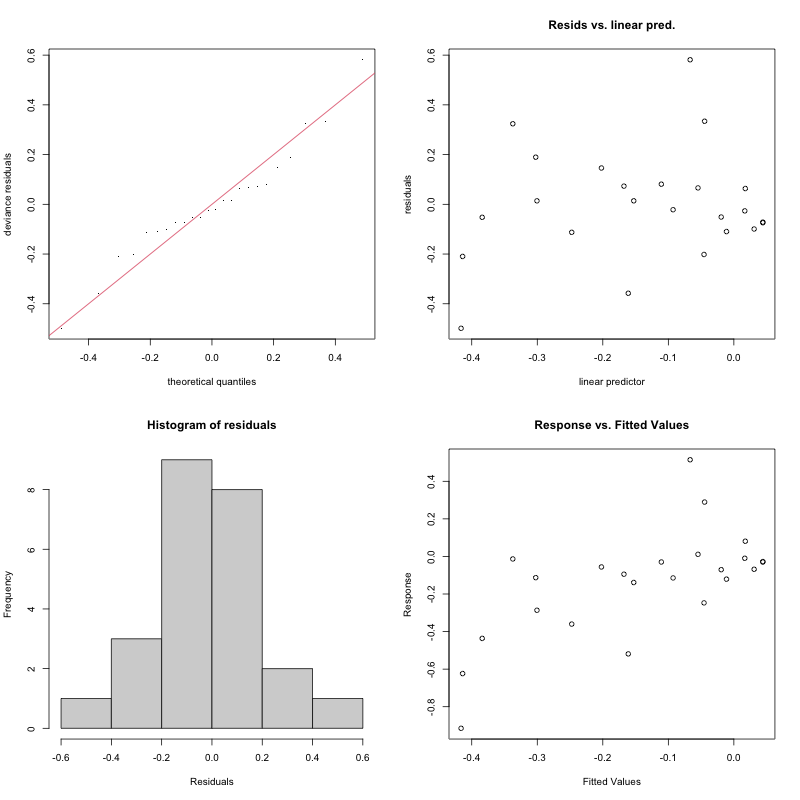 deviance residuals
0.6
0.4
0.2
0.0
-0.2
-0.4
-0.4 -0.2 0.0 0.2 0.4
theoretical quantiles
Resids vs. linear pred.
residuals
0.6
0.4
0.2
0.0
-0.2
-0.4
-0.4 -0.3 -0.2 -0.1 0.0
linear predictor
Histogram of residuals
Frequency
8
6
4
2
0
-0.6 -0.4 -0.2 0.0 0.2 0.4 0.6
Residuals
Response vs. Fitted Values
Response
0.4
0.2
0.0
-0.2
-0.4
-0.6
-0.8
-0.4 -0.3 -0.2 -0.1 0.0
Fitted Values